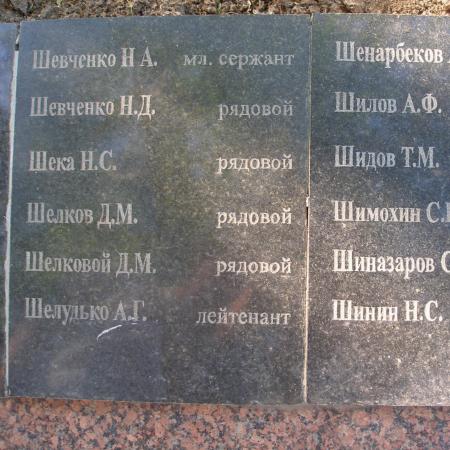 Шевченко Н А. мл. сержант
Шевченко Н.Д. рядовой
Шека Н.С. рядовой
Шелков Д.М. рядовой
Шелковой Д.М. рядовой
Шелудько А.Г. лейтенант
Шенарбеков
Шилов А.Ф.
Шидов Т.М.
Шимохин С.
Шиназаров С
Шинин Н.С.